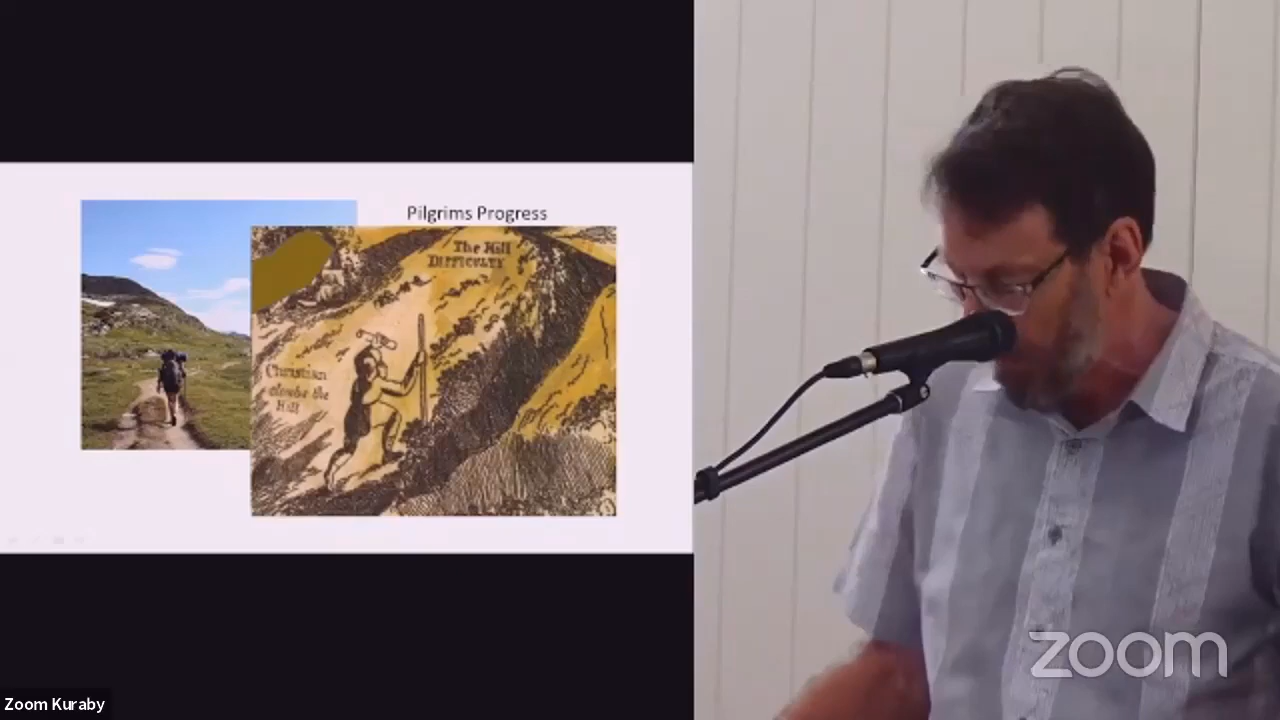 Pilgrims Progress
The Hill
DIFFICULTY
Christian
climbs the
Hill
zoom
Zoom Kuraby